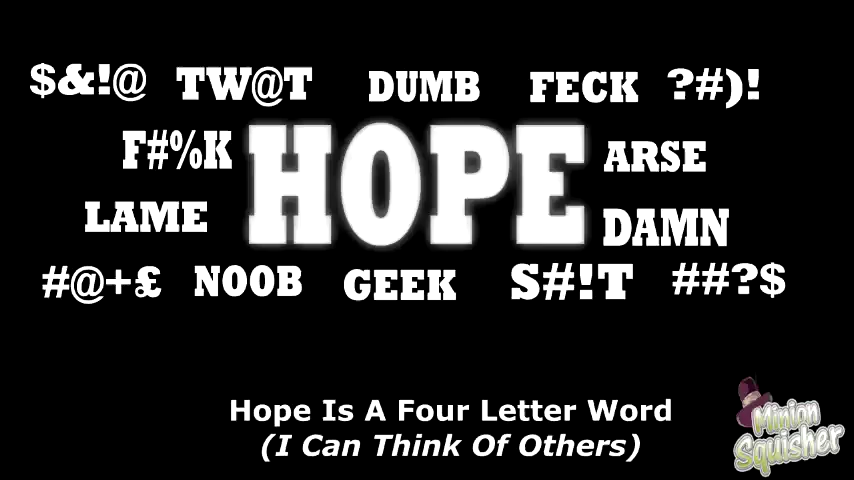 $&!@ TW@T DUMB FECK ?#)!
F#%K HOPE ARSE
LAME DAMN
#@+£ NOOB GEEK S#!T ##?$
Hope Is A Four Letter Word
(I Can Think Of Others)
Minion
Squisher